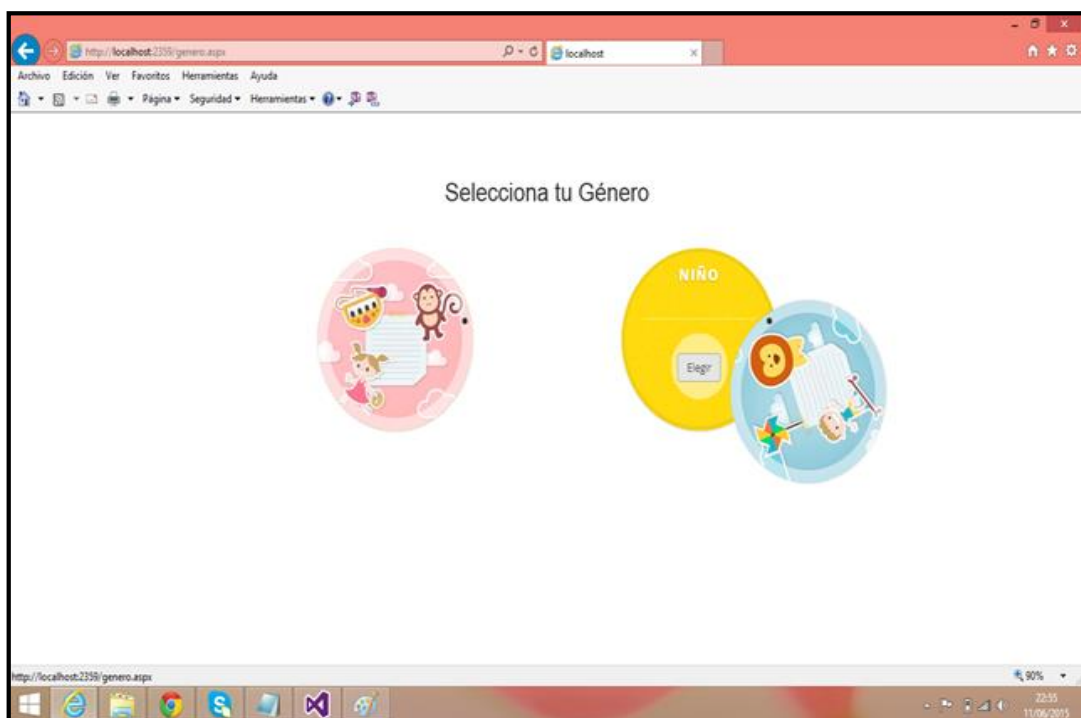 http://localhost:2359/genero.aspx
localhost
Archivo Edición Ver Favoritos Herramientas Ayuda
Página Seguridad Herramientas
Selecciona tu Género
NIÑO
Elegir
http://localhost:2359/genero.aspx
90%
22:55
11/06/2015